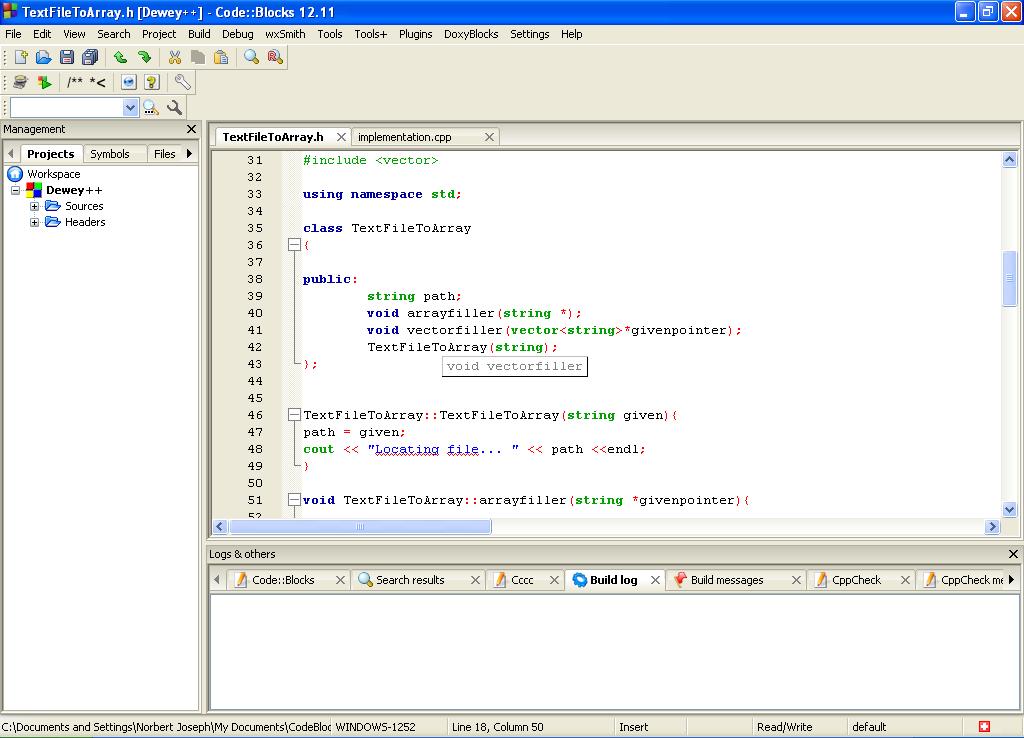 TextFileToArray.h [Dewey++] - Code::Blocks 12.11
File Edit View Search Project Build Debug wxSmith Tools Tools+ Plugins DoxyBlocks Settings Help
/** *<
Management
Projects Symbols Files
Workspace
Dewey++
Sources
Headers
TextFileToArray.h implementation.cpp
31 #include <vector>
32
33 using namespace std;
34
35 class TextFileToArray
36 {
37
38 public:
39 string path;
40 void arrayfiller(string *);
41 void vectorfiller(vector<string>*givenpointer);
42 TextFileToArray(string);
43 };
void vectorfiller
44
45
46 TextFileToArray::TextFileToArray(string given){
47 path = given;
48 cout << "Locating file... " << path <<endl;
49 }
50
51 void TextFileToArray::arrayfiller(string *givenpointer){
52
Logs & others
Code::Blocks Search results Cccc Build log Build messages CppCheck CppCheck me
C:\Documents and Settings\Norbert Joseph\My Documents\CodeBloc WINDOWS-1252 Line 18, Column 50 Insert Read/Write default